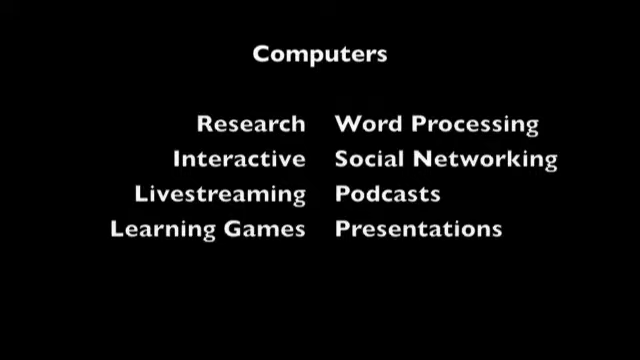 Computers
Research Word Processing
Interactive Social Networking
Livestreaming Podcasts
Learning Games Presentations